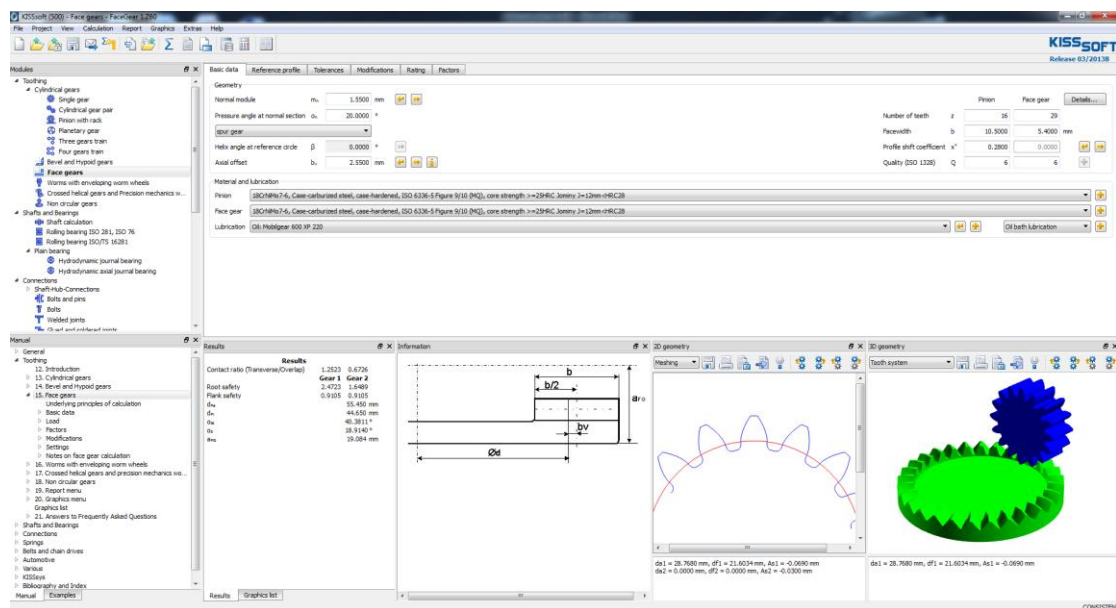 KISSsoft (500) - Face gears - FaceGear 1.Z60
File Project View Calculation Report Graphics Extras Help
KISSSOFT
Release 03/2013B
Modules
Toothing
Cylindrical gears
Single gear
Cylindrical gear pair
Pinion with rack
Planetary gear
Three gears train
Four gears train
Bevel and Hypoid gears
Face gears
Worms with enveloping worm wheels
Crossed helical gears and Precision mechanics w...
Non circular gears
Shafts and Bearings
Shaft calculation
Rolling bearing ISO 281, ISO 76
Rolling bearing ISO/TS 16281
Plain bearing
Hydrodynamic journal bearing
Hydrodynamic axial journal bearing
Connections
Shaft-Hub-Connections
Bolts and pins
Bolts
Welded joints
Glued and soldered joints
Basic data Reference profile Tolerances Modifications Rating Factors
Geometry
Normal module mₙ 1.5500 mm
Pressure angle at normal section αₙ 20.0000 °
spur gear
Helix angle at reference circle β 0.0000 °
Axial offset bᵥ 2.5500 mm
Pinion Face gear Details...
Number of teeth z 16 29
Facewidth b 10.5000 5.4000 mm
Profile shift coefficient x* 0.2800 0.0000
Quality (ISO 1328) Q 6 6
Material and lubrication
Pinion 18CrNiMo7-6, Case-carburized steel, case-hardened, ISO 6336-5 Figure 9/10 (MQ), core strength >=25HRC Jominy J=12mm<HRC28
Face gear 18CrNiMo7-6, Case-carburized steel, case-hardened, ISO 6336-5 Figure 9/10 (MQ), core strength >=25HRC Jominy J=12mm<HRC28
Lubrication Oil: Mobilgear 600 XP 220 Oil bath lubrication
Manual
General
Toothing
12. Introduction
13. Cylindrical gears
14. Bevel and Hypoid gears
15. Face gears
Underlying principles of calculation
Basic data
Load
Factors
Modifications
Settings
Notes on face gear calculation
16. Worms with enveloping worm wheels
17. Crossed helical gears and precision mechanics wo...
18. Non circular gears
19. Report menu
20. Graphics menu
Graphics list
21. Answers to Frequently Asked Questions
Shafts and Bearings
Connections
Springs
Belts and chain drives
Automotive
Various
KISSsys
Bibliography and Index
Manual Examples
Results
Results
Contact ratio (Transverse/Overlap) 1.2523 0.6726
Gear 1 Gear 2
Root safety 2.4723 1.6489
Flank safety 0.9105 0.9105
55.450 mm
44.650 mm
40.3811 °
18.9140 °
19.084 mm
Results Graphics list
Information
b
b/2
aro
bv
Ød
2D geometry
Meshing
da1 = 28.7680 mm, df1 = 21.6034 mm, As1 = -0.0690 mm
da2 = 0.0000 mm, df2 = 0.0000 mm, As2 = -0.0300 mm
3D geometry
Tooth system
da1 = 28.7680 mm, df1 = 21.6034 mm, As1 = -0.0690 mm
CONSISTENT